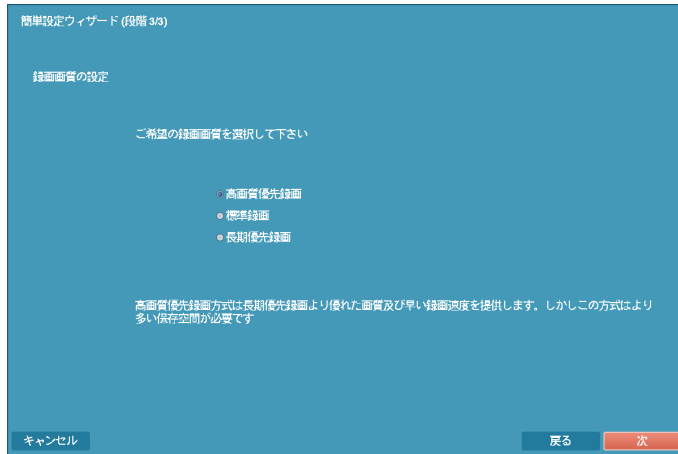 簡単設定ウィザード (段階 3/3)
録画画質の設定
ご希望の録画画質を選択して下さい
高画質優先録画
標準録画
長期優先録画
高画質優先録画方式は長期優先録画より優れた画質及び早い録画速度を提供します。しかしこの方式はより
多い保存空間が必要です
キャンセル
戻る
次